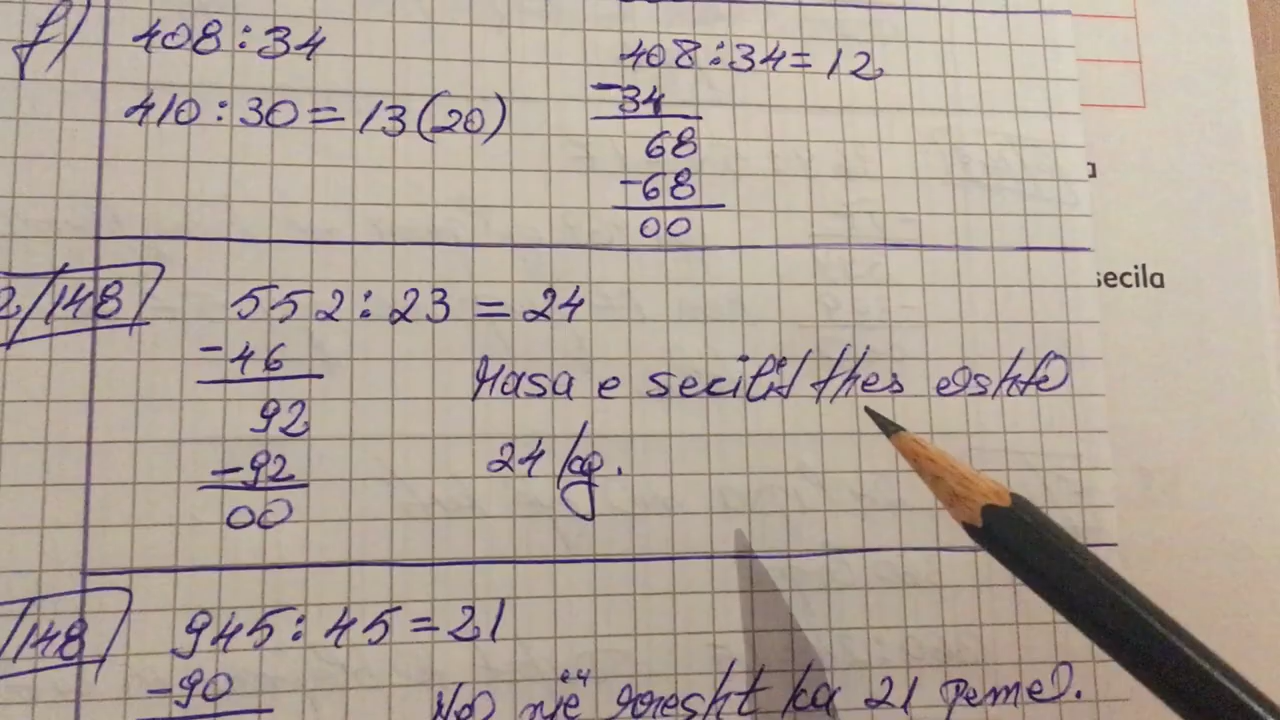 f) 408 : 34
410 : 30 = 13 (20)
408 : 34 = 12
-34
68
-68
00
2/148
552 : 23 = 24
-46
92
-92
00
Masa e secilit thes është
24 kg.
secila
/148
945 : 45 = 21
-90
Në një rresht ka 21 pemë.